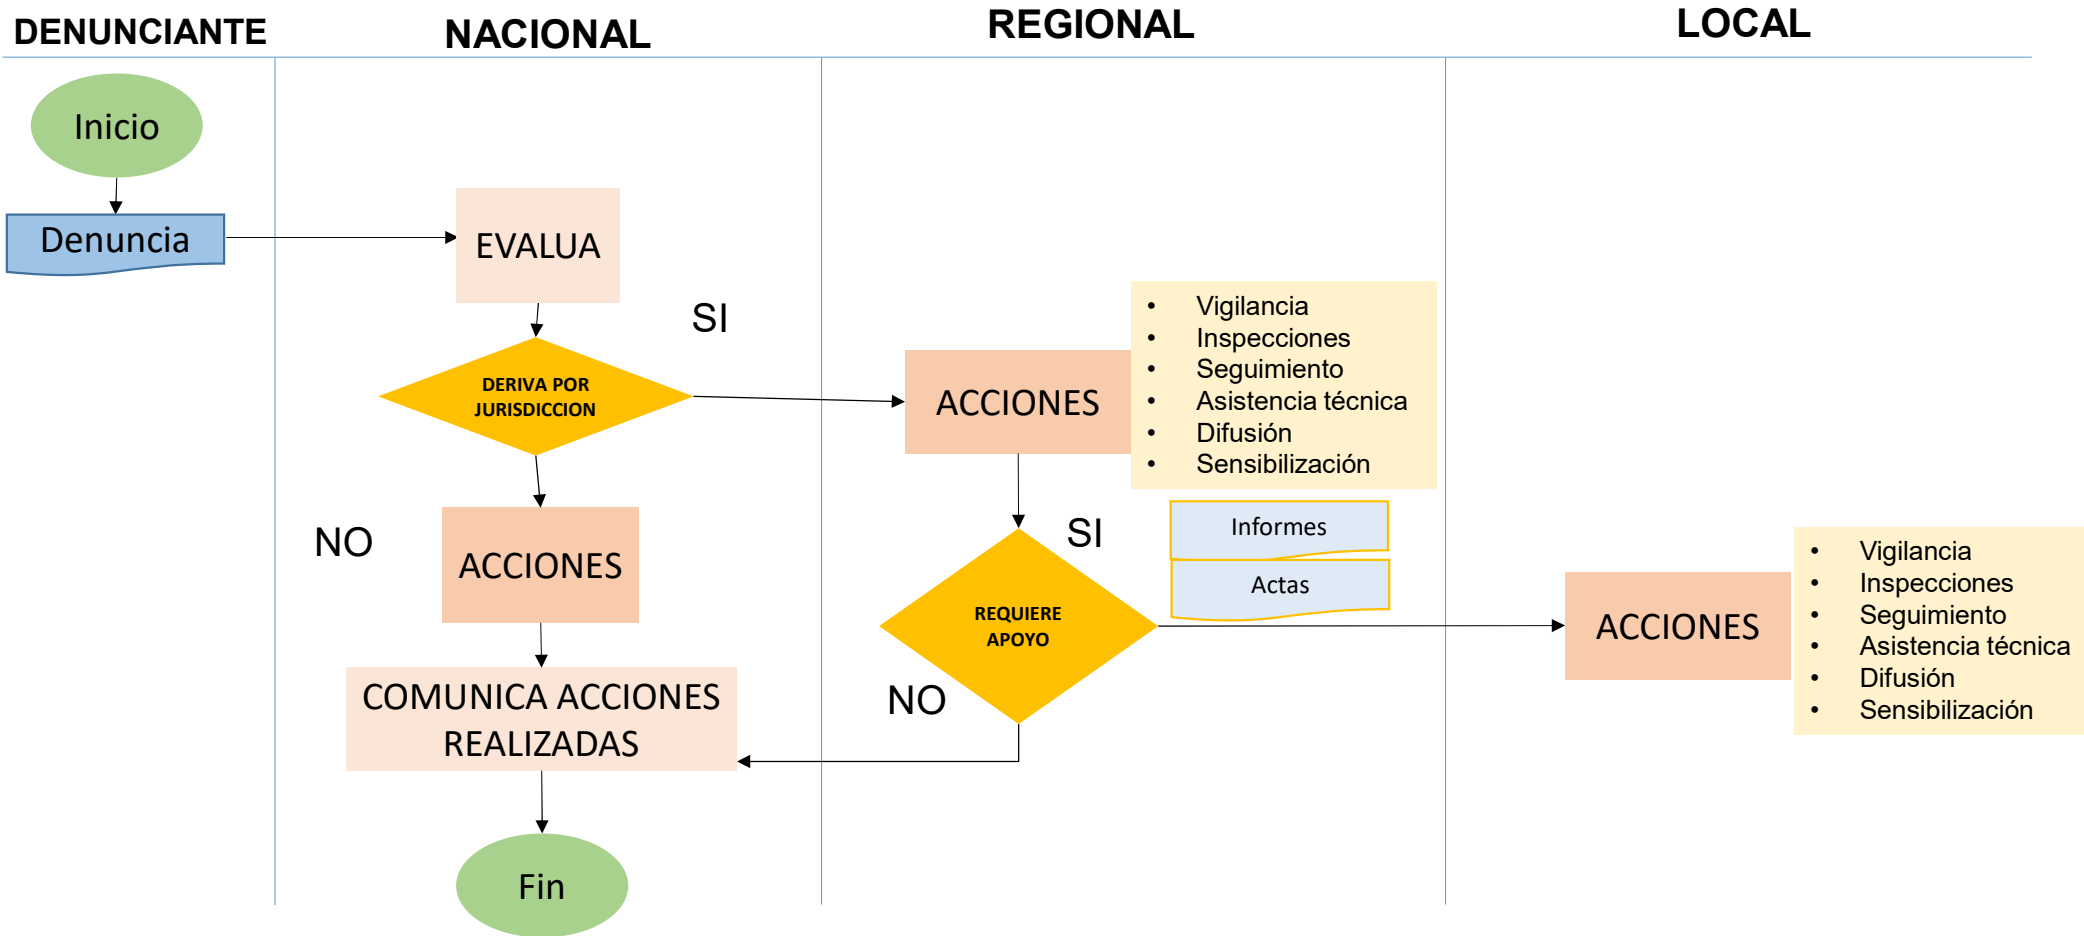 DENUNCIANTE
NACIONAL
REGIONAL
LOCAL
Inicio
Denuncia
EVALUA
SI
DERIVA POR
JURISDICCION
NO
ACCIONES
COMUNICA ACCIONES
REALIZADAS
Fin
ACCIONES
• Vigilancia
• Inspecciones
• Seguimiento
• Asistencia técnica
• Difusión
• Sensibilización
SI
Informes
Actas
REQUIERE
APOYO
NO
ACCIONES
• Vigilancia
• Inspecciones
• Seguimiento
• Asistencia técnica
• Difusión
• Sensibilización